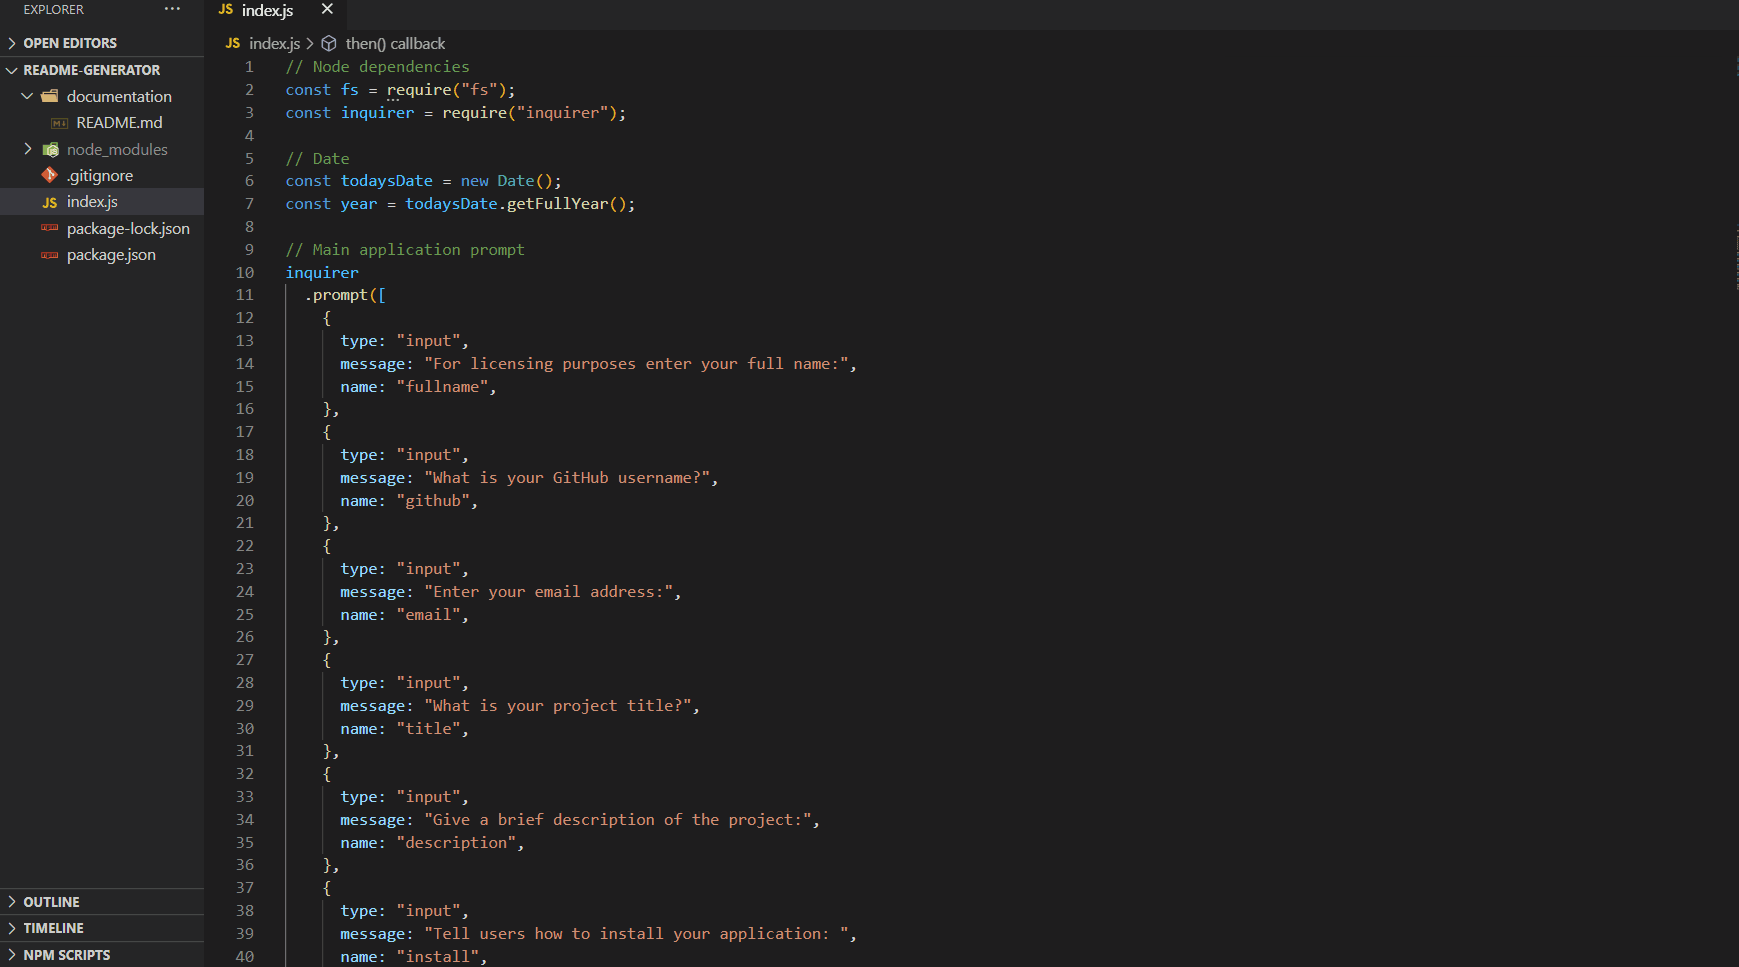 EXPLORER ···
OPEN EDITORS
README-GENERATOR
documentation
README.md
node_modules
.gitignore
JS index.js
package-lock.json
package.json
OUTLINE
TIMELINE
NPM SCRIPTS
JS index.js ×
JS index.js > then() callback
1 // Node dependencies
2 const fs = require("fs");
3 const inquirer = require("inquirer");
4
5 // Date
6 const todaysDate = new Date();
7 const year = todaysDate.getFullYear();
8
9 // Main application prompt
10 inquirer
11 .prompt([
12 {
13 type: "input",
14 message: "For licensing purposes enter your full name:",
15 name: "fullname",
16 },
17 {
18 type: "input",
19 message: "What is your GitHub username?",
20 name: "github",
21 },
22 {
23 type: "input",
24 message: "Enter your email address:",
25 name: "email",
26 },
27 {
28 type: "input",
29 message: "What is your project title?",
30 name: "title",
31 },
32 {
33 type: "input",
34 message: "Give a brief description of the project:",
35 name: "description",
36 },
37 {
38 type: "input",
39 message: "Tell users how to install your application: ",
40 name: "install",